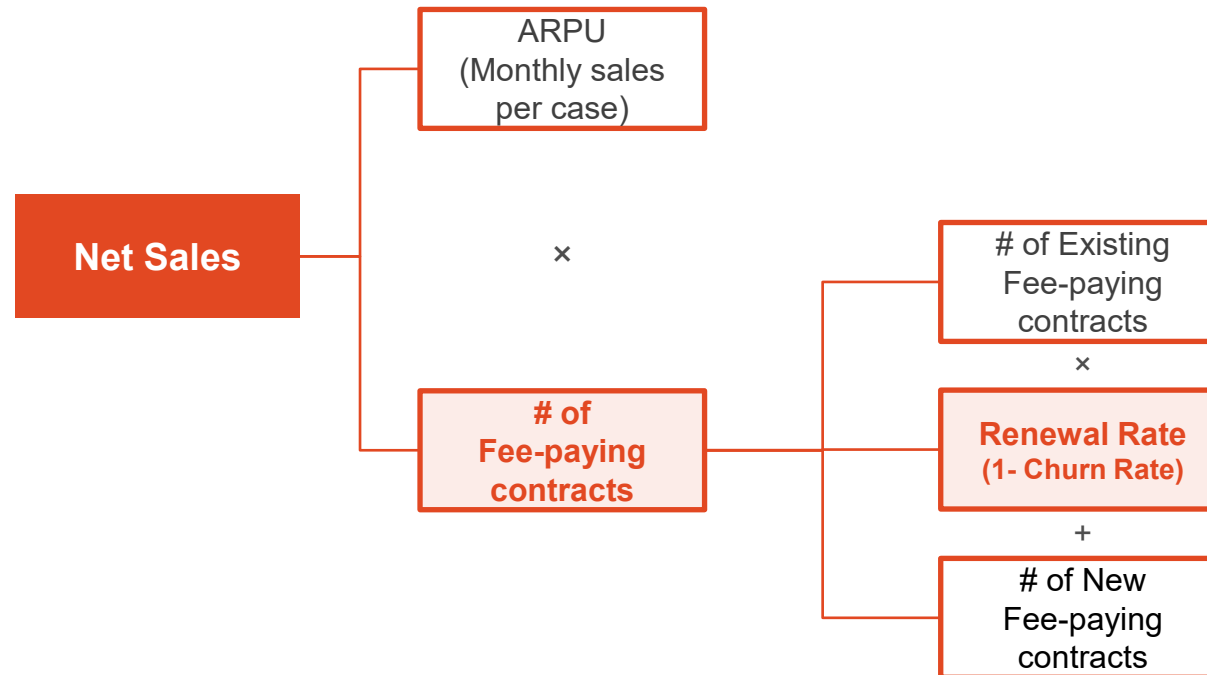 ARPU
(Monthly sales
per case)
Net Sales
×
# of
Fee-paying
contracts
# of Existing
Fee-paying
contracts
×
Renewal Rate
(1- Churn Rate)
+
# of New
Fee-paying
contracts